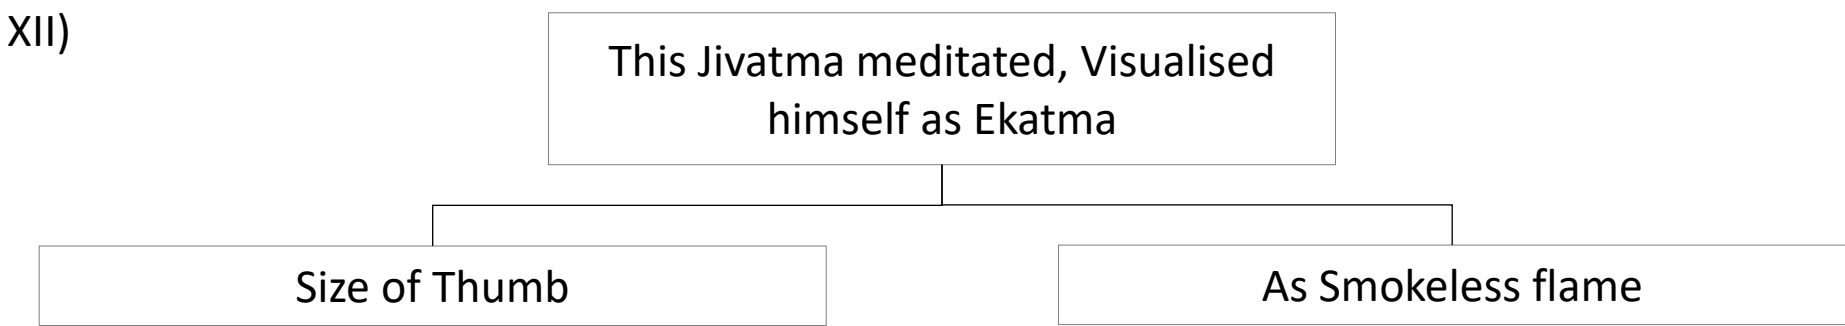 XII)
This Jivatma meditated, Visualised
himself as Ekatma
Size of Thumb
As Smokeless flame